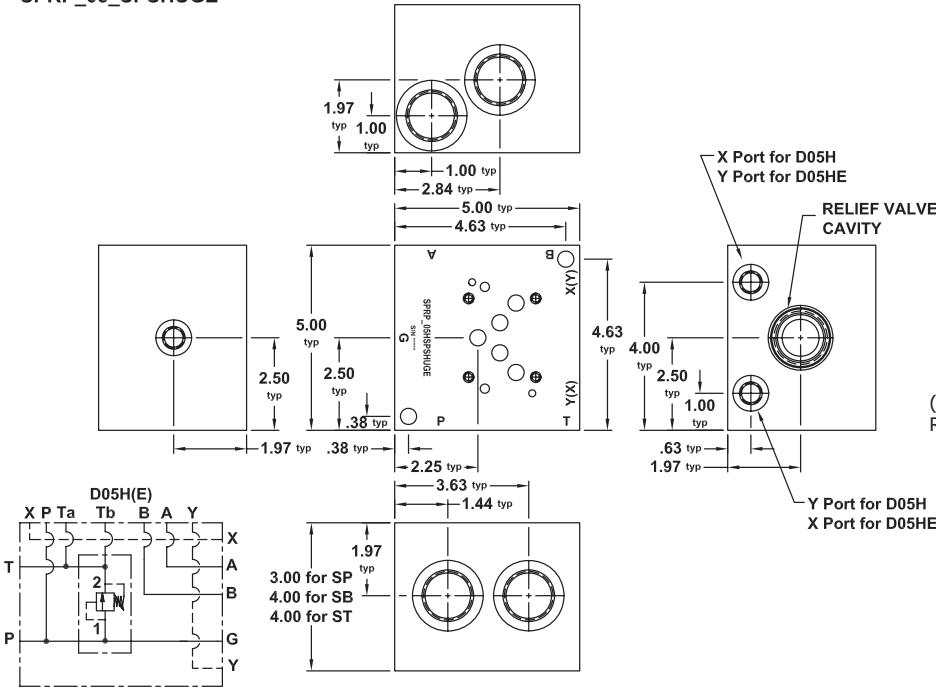 1.97
typ
1.00
typ
1.00 typ
2.84 typ
5.00 typ
4.63 typ
X Port for D05H
Y Port for D05HE
RELIEF VALVE
CAVITY
A
B
X(Y)
SPRP_05HSPSHUGE
S/N *****
G
Y(X)
P
T
5.00
typ
2.50
typ
.38 typ
2.50
typ
1.97 typ
.38 typ
4.63
typ
4.00
typ
2.50
typ
1.00
typ
.63 typ
1.97 typ
2.25 typ
3.63 typ
1.44 typ
Y Port for D05H
X Port for D05HE
D05H(E)
X P Ta Tb B A Y
X
T
A
2
B
1
P
G
Y
1.97
typ
3.00 for SP
4.00 for SB
4.00 for ST